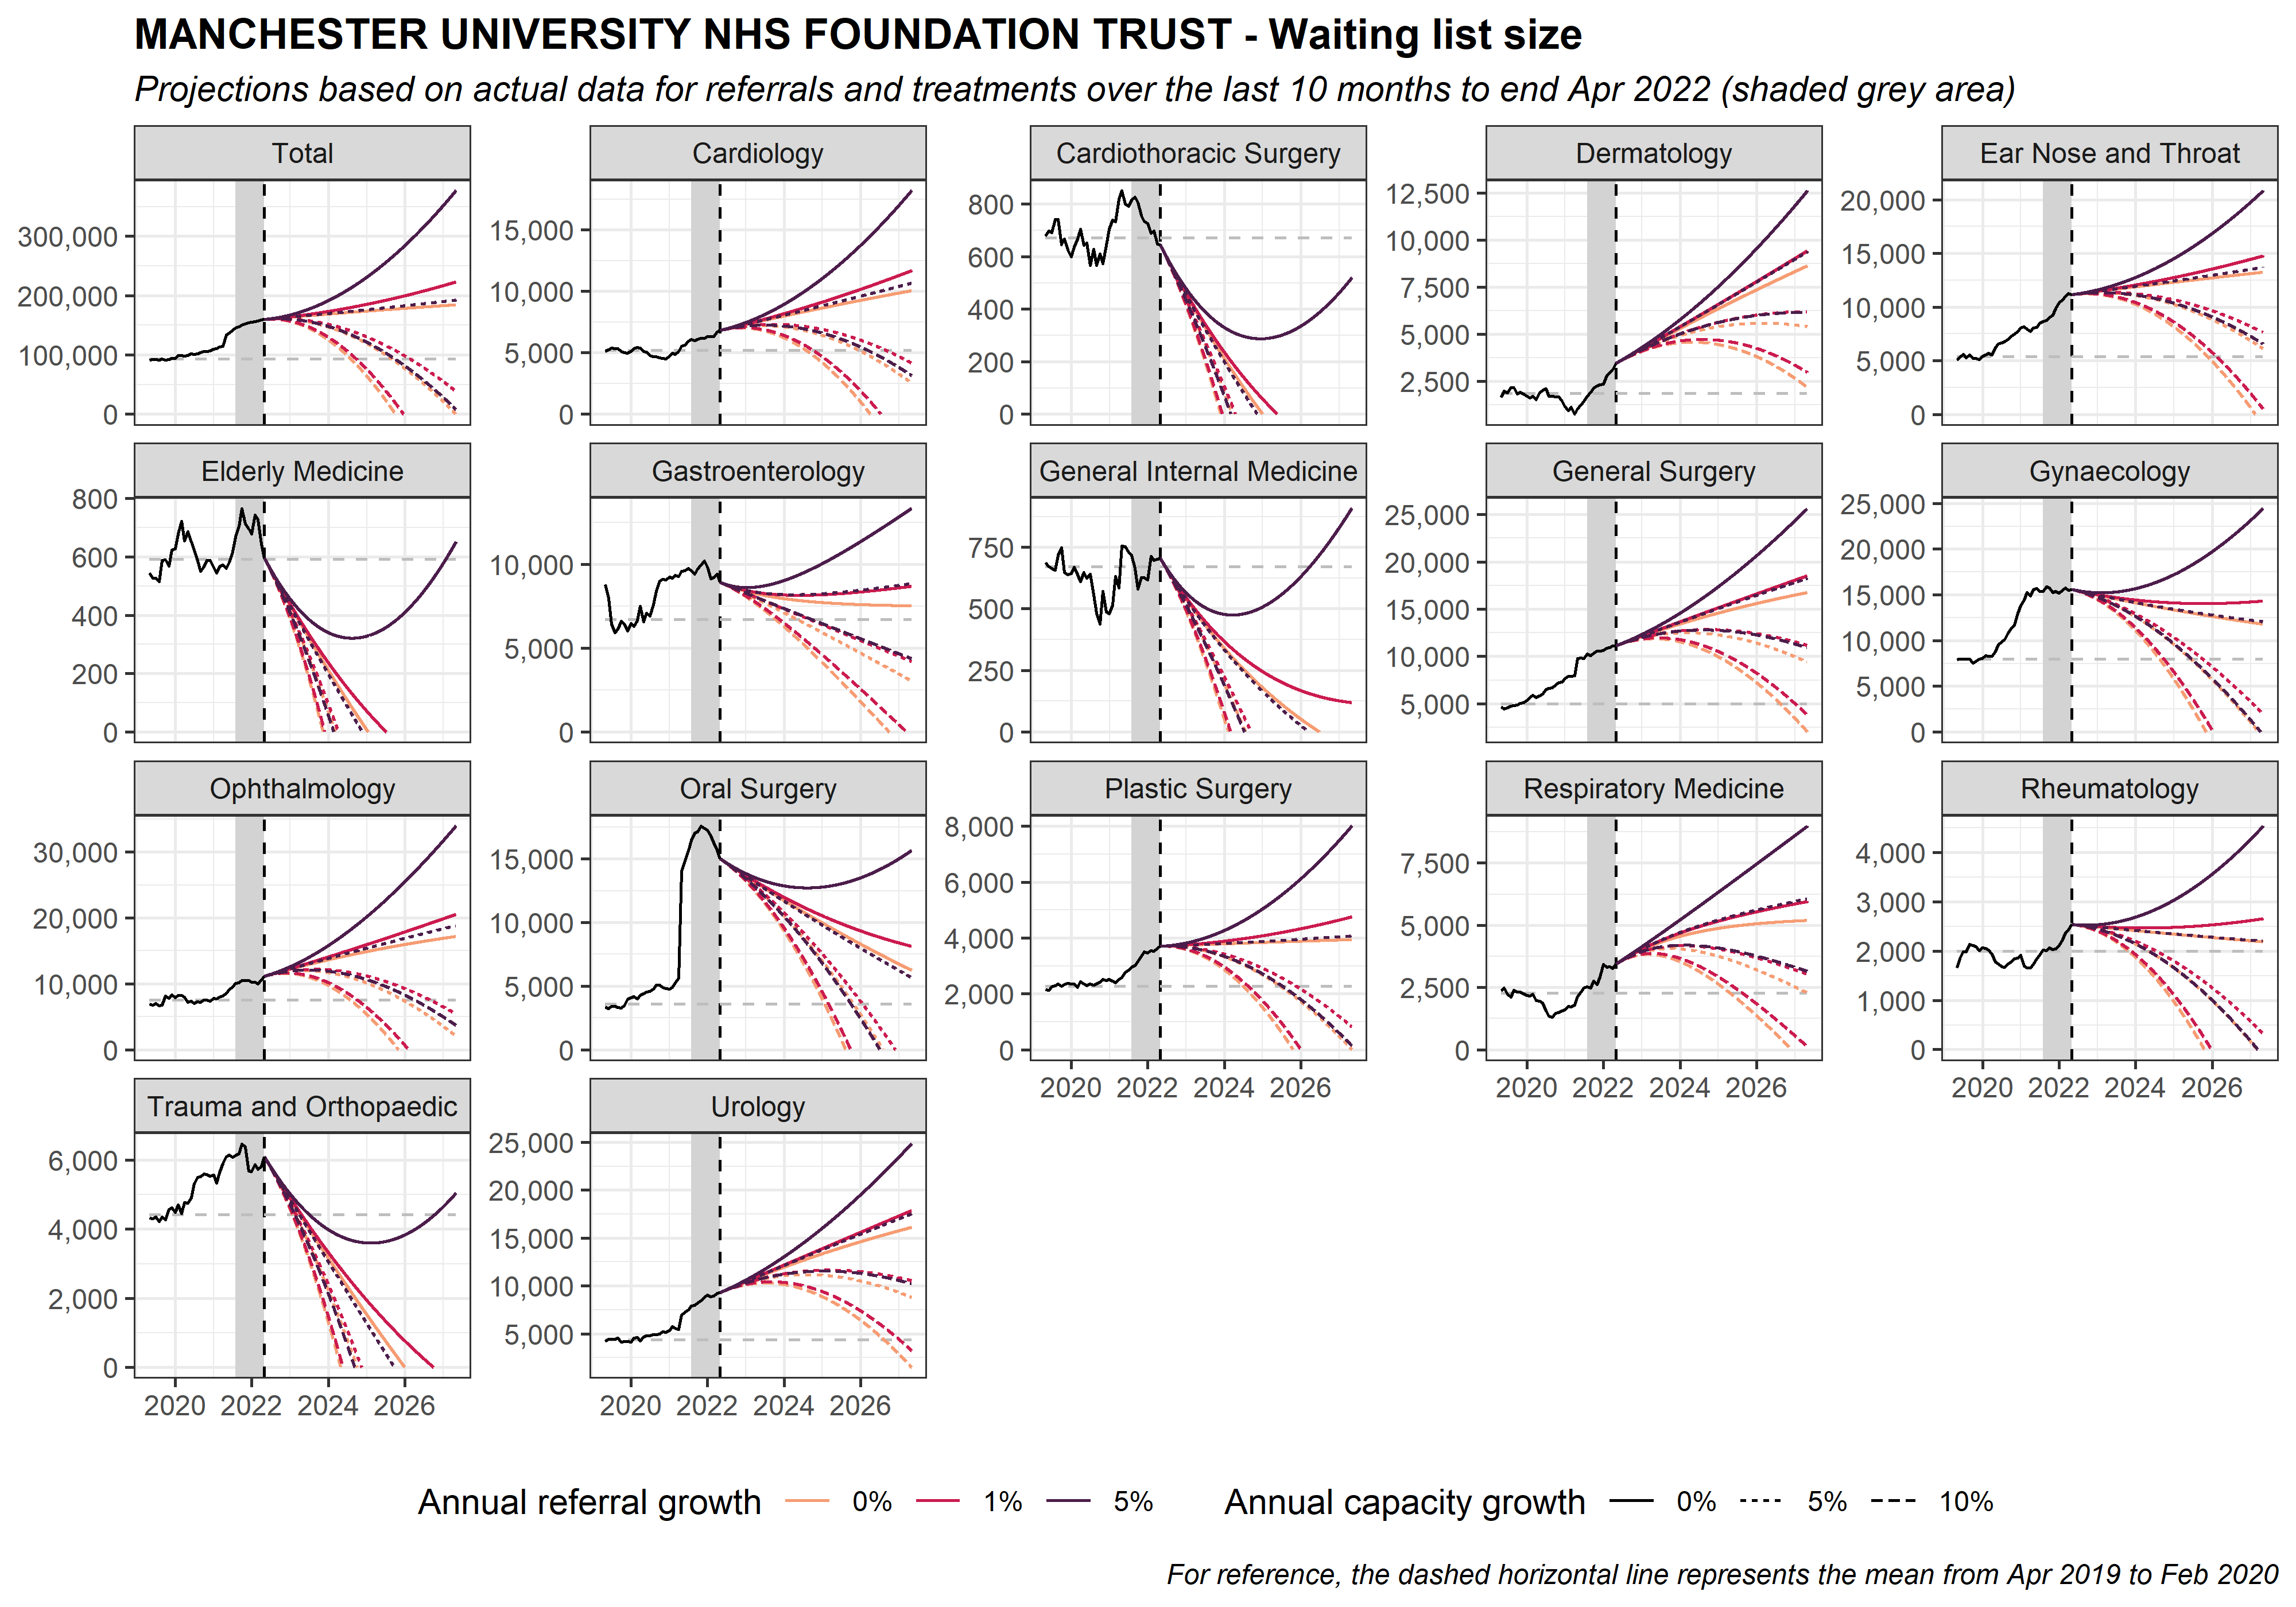 MANCHESTER UNIVERSITY NHS FOUNDATION TRUST - Waiting list size
Projections based on actual data for referrals and treatments over the last 10 months to end Apr 2022 (shaded grey area)
Total
300,000
200,000
100,000
0
Cardiology
15,000
10,000
5,000
0
Cardiothoracic Surgery
800
600
400
200
0
Dermatology
12,500
10,000
7,500
5,000
2,500
Ear Nose and Throat
20,000
15,000
10,000
5,000
0
Elderly Medicine
800
600
400
200
0
Gastroenterology
10,000
5,000
0
General Internal Medicine
750
500
250
0
General Surgery
25,000
20,000
15,000
10,000
5,000
Gynaecology
25,000
20,000
15,000
10,000
5,000
0
Ophthalmology
30,000
20,000
10,000
0
Oral Surgery
15,000
10,000
5,000
0
Plastic Surgery
8,000
6,000
4,000
2,000
0
2020 2022 2024 2026
Respiratory Medicine
7,500
5,000
2,500
0
2020 2022 2024 2026
Rheumatology
4,000
3,000
2,000
1,000
0
2020 2022 2024 2026
Trauma and Orthopaedic
6,000
4,000
2,000
0
2020 2022 2024 2026
Urology
25,000
20,000
15,000
10,000
5,000
2020 2022 2024 2026
Annual referral growth 0% 1% 5% Annual capacity growth 0% 5% 10%
For reference, the dashed horizontal line represents the mean from Apr 2019 to Feb 2020